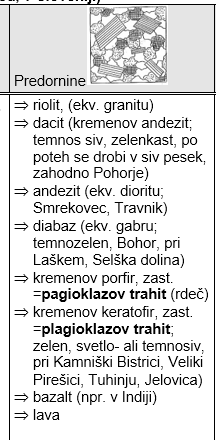 Predornine
⇒ riolit, (ekv. granitu)
⇒ dacit (kremenov andezit;
temnos siv, zelenkast, po
poteh se drobi v siv pesek,
zahodno Pohorje)
⇒ andezit (ekv. dioritu;
Smrekovec, Travnik)
⇒ diabaz (ekv. gabru;
temnozelen, Bohor, pri
Laškem, Selška dolina)
⇒ kremenov porfir, zast.
=pagioklazov trahit (rdeč)
⇒ kremenov keratofir, zast.
=plagioklazov trahit;
zelen, svetlo- ali temnosiv,
pri Kamniški Bistrici, Veliki
Pirešici, Tuhinju, Jelovica)
⇒ bazalt (npr. v Indiji)
⇒ lava